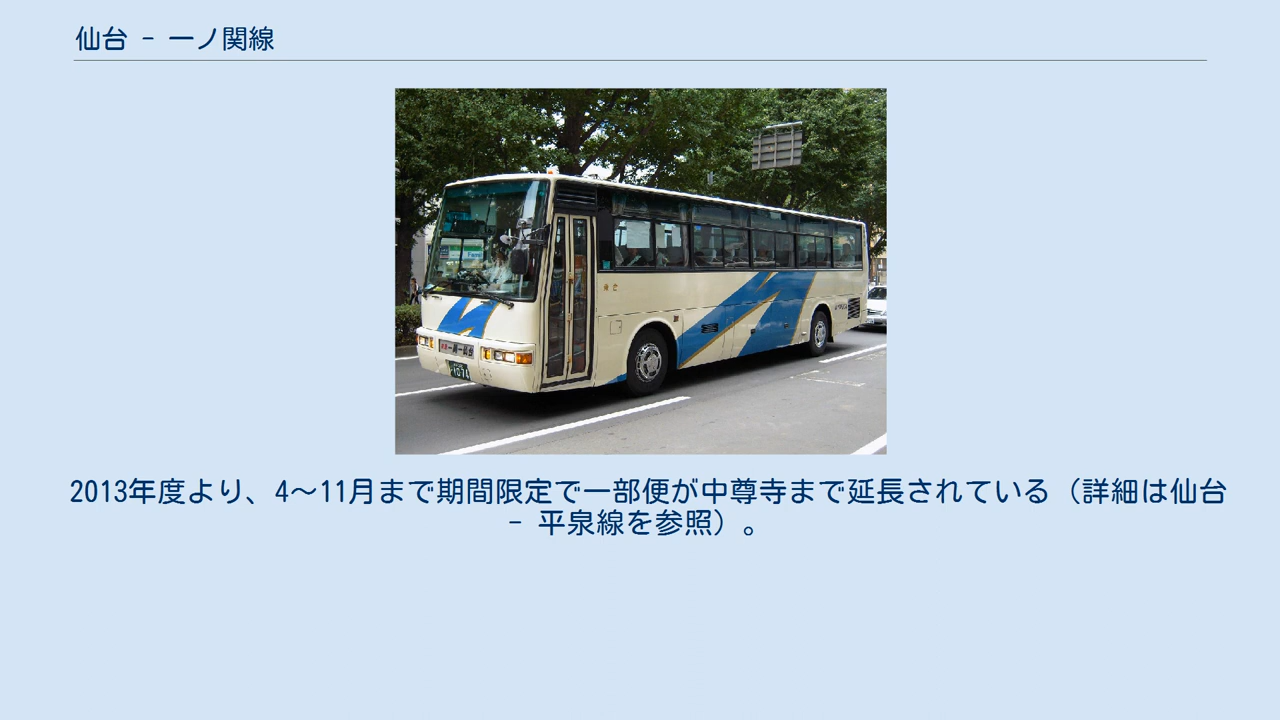 仙台 - 一ノ関線
2013年度より、4～11月まで期間限定で一部便が中尊寺まで延長されている（詳細は仙台
- 平泉線を参照）。